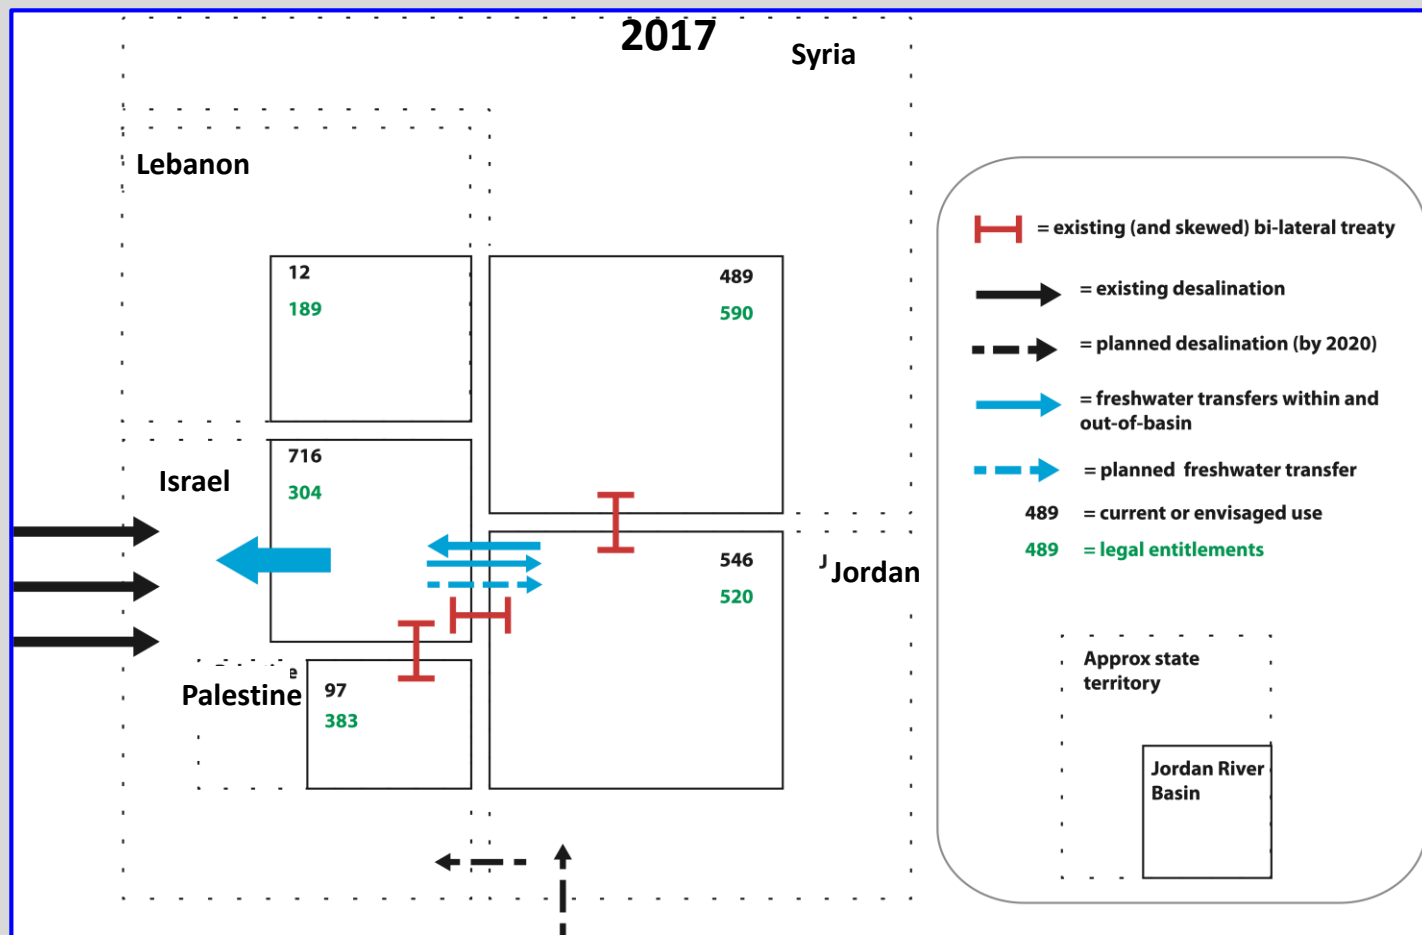 2017
Syria
Lebanon
12
189
489
590
716
304
Israel
546
520
J
Jordan
e
Palestine
97
383
= existing (and skewed) bi-lateral treaty
= existing desalination
= planned desalination (by 2020)
= freshwater transfers within and
out-of-basin
= planned freshwater transfer
489 = current or envisaged use
489 = legal entitlements
Approx state
territory
Jordan River
Basin